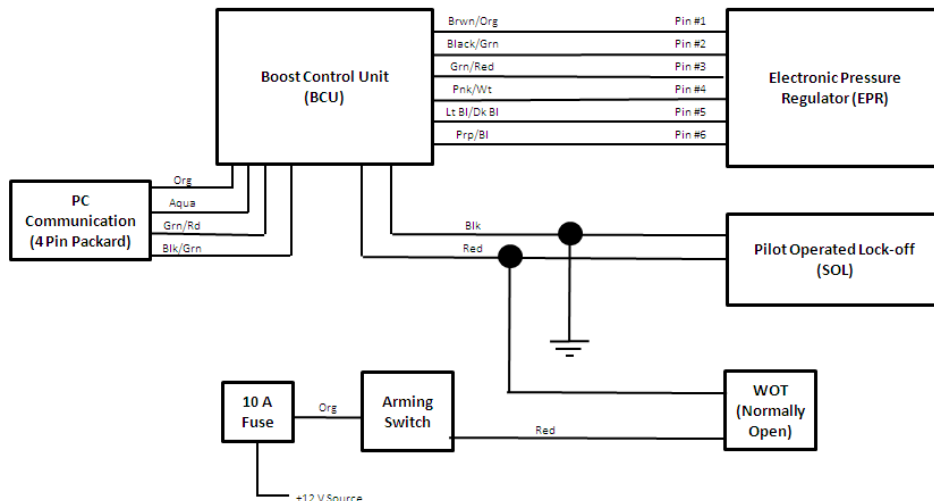 Boost Control Unit
(BCU)
Brwn/Org
Pin #1
Black/Grn
Pin #2
Grn/Red
Pin #3
Pnk/Wt
Pin #4
Lt Bl/Dk Bl
Pin #5
Prp/Bl
Pin #6
Electronic Pressure
Regulator (EPR)
PC
Communication
(4 Pin Packard)
Org
Aqua
Grn/Rd
Blk/Grn
Blk
Red
Pilot Operated Lock-off
(SOL)
10 A
Fuse
Org
Arming
Switch
Red
WOT
(Normally
Open)
+12 V Source